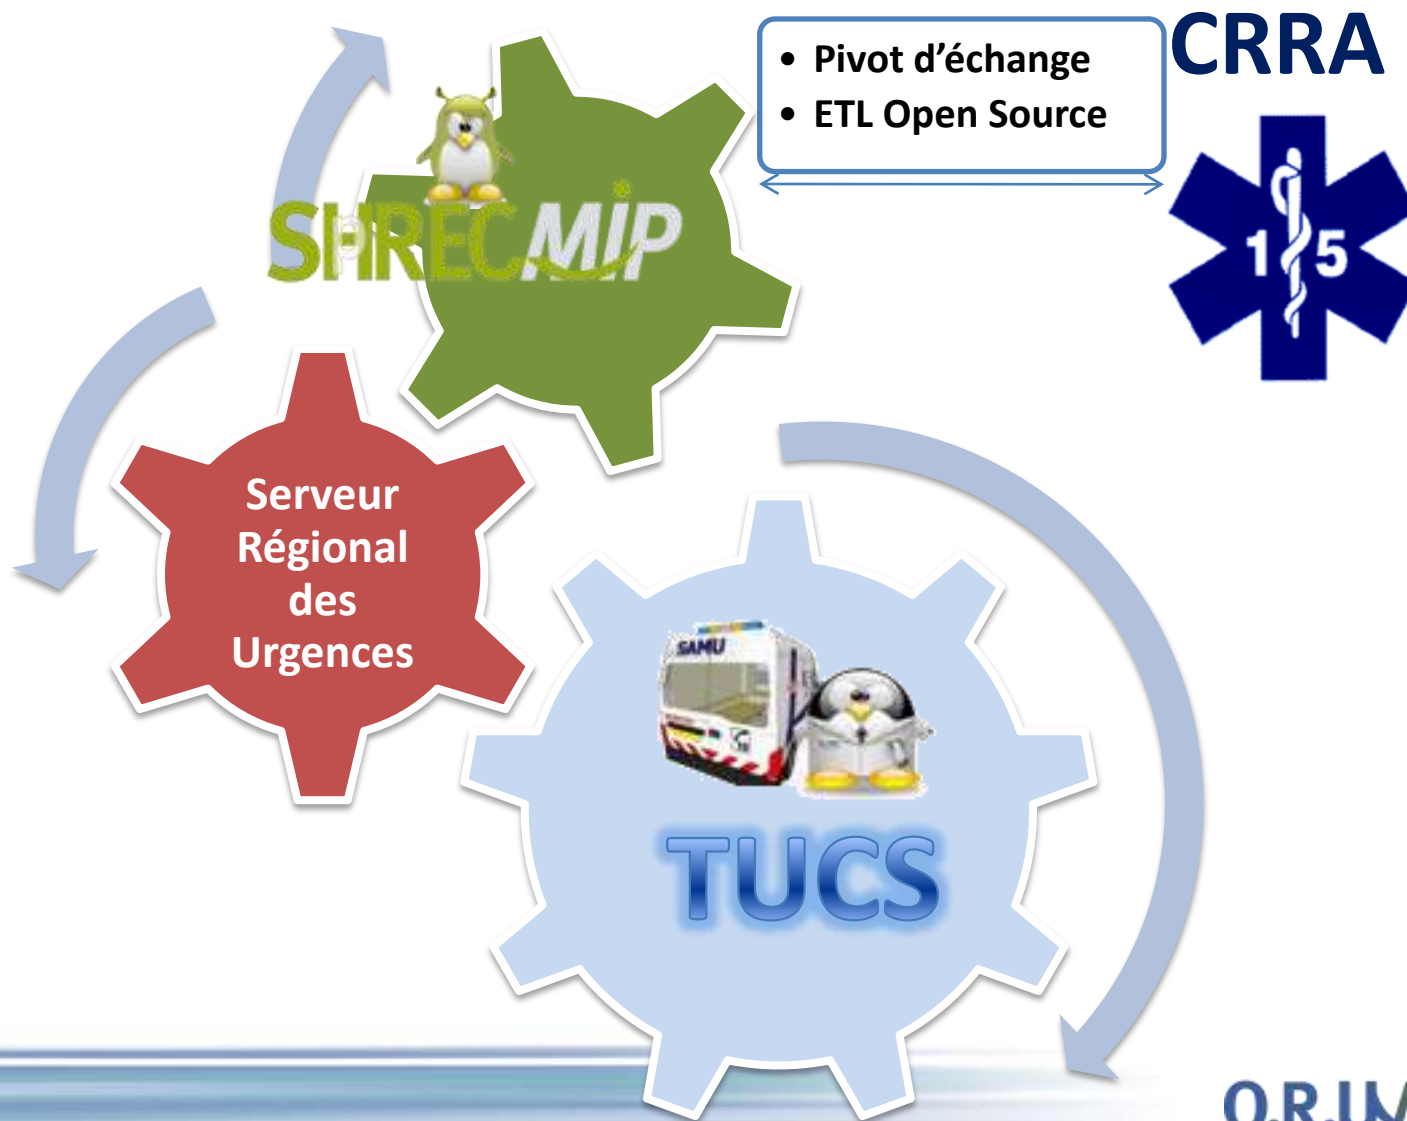 CRRA
• Pivot d’échange
• ETL Open Source
1 5
SHRECMIP
Serveur
Régional
des
Urgences
SAMU
TUCS
O.R.U.M